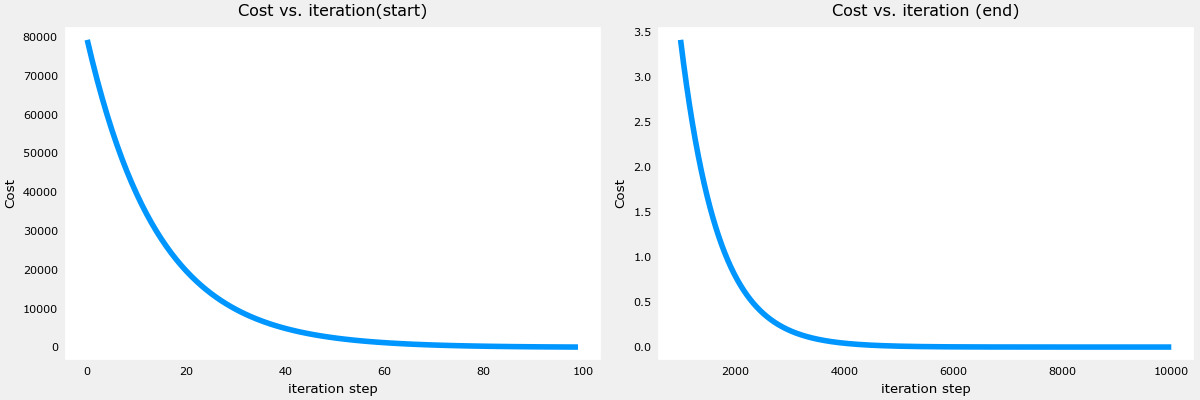 Cost vs. iteration(start)
80000
70000
60000
50000
40000
30000
20000
10000
0
Cost
0 20 40 60 80 100
iteration step
Cost vs. iteration (end)
3.5
3.0
2.5
2.0
1.5
1.0
0.5
0.0
Cost
2000 4000 6000 8000 10000
iteration step